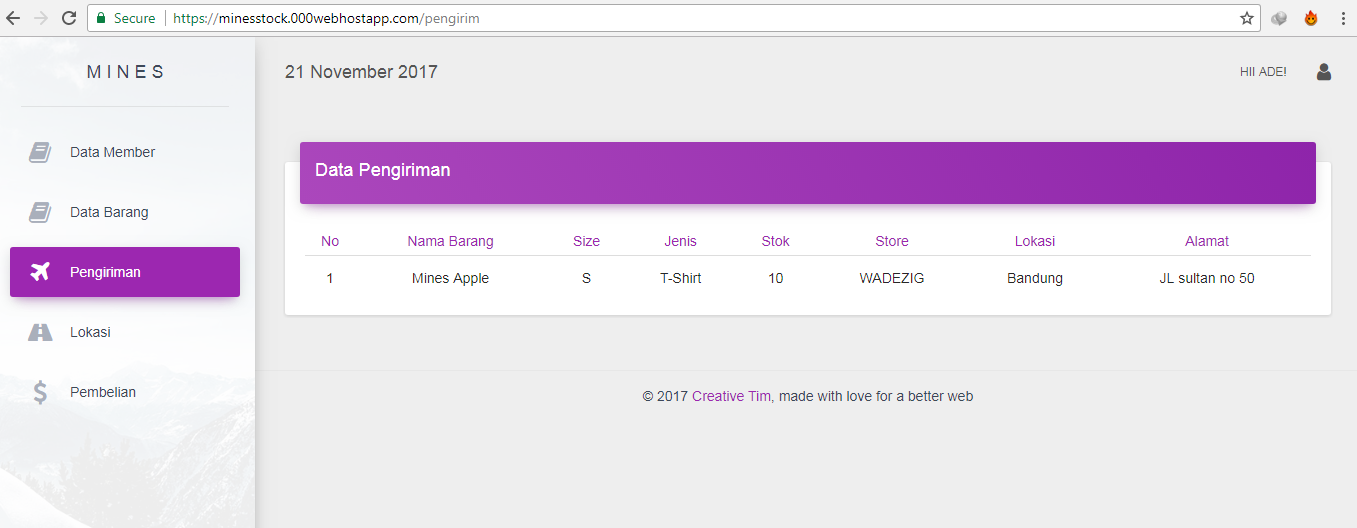 Secure https://minesstock.000webhostapp.com/pengirim
MINES
21 November 2017
HII ADE!
Data Member
Data Barang
Pengiriman
Lokasi
Pembelian
Data Pengiriman
No Nama Barang Size Jenis Stok Store Lokasi Alamat
1 Mines Apple S T-Shirt 10 WADEZIG Bandung JL sultan no 50
© 2017 Creative Tim, made with love for a better web